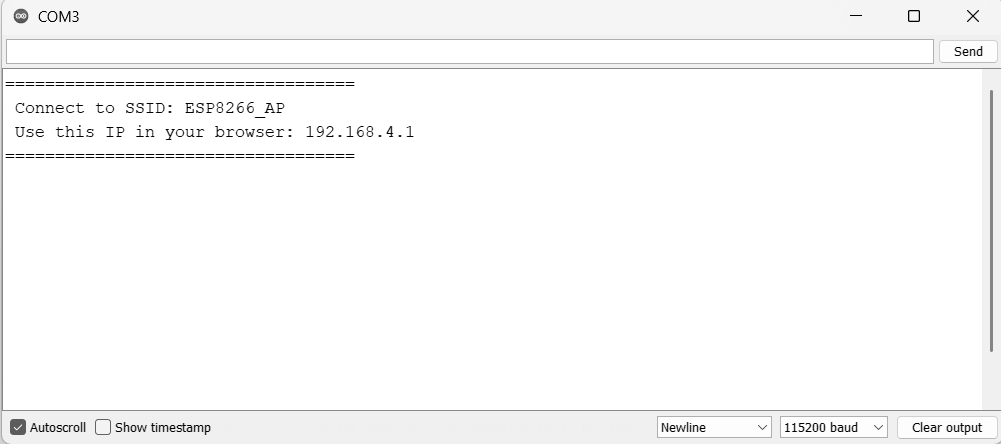 COM3
Send
===================================
Connect to SSID: ESP8266_AP
Use this IP in your browser: 192.168.4.1
===================================
Autoscroll Show timestamp Newline 115200 baud Clear output